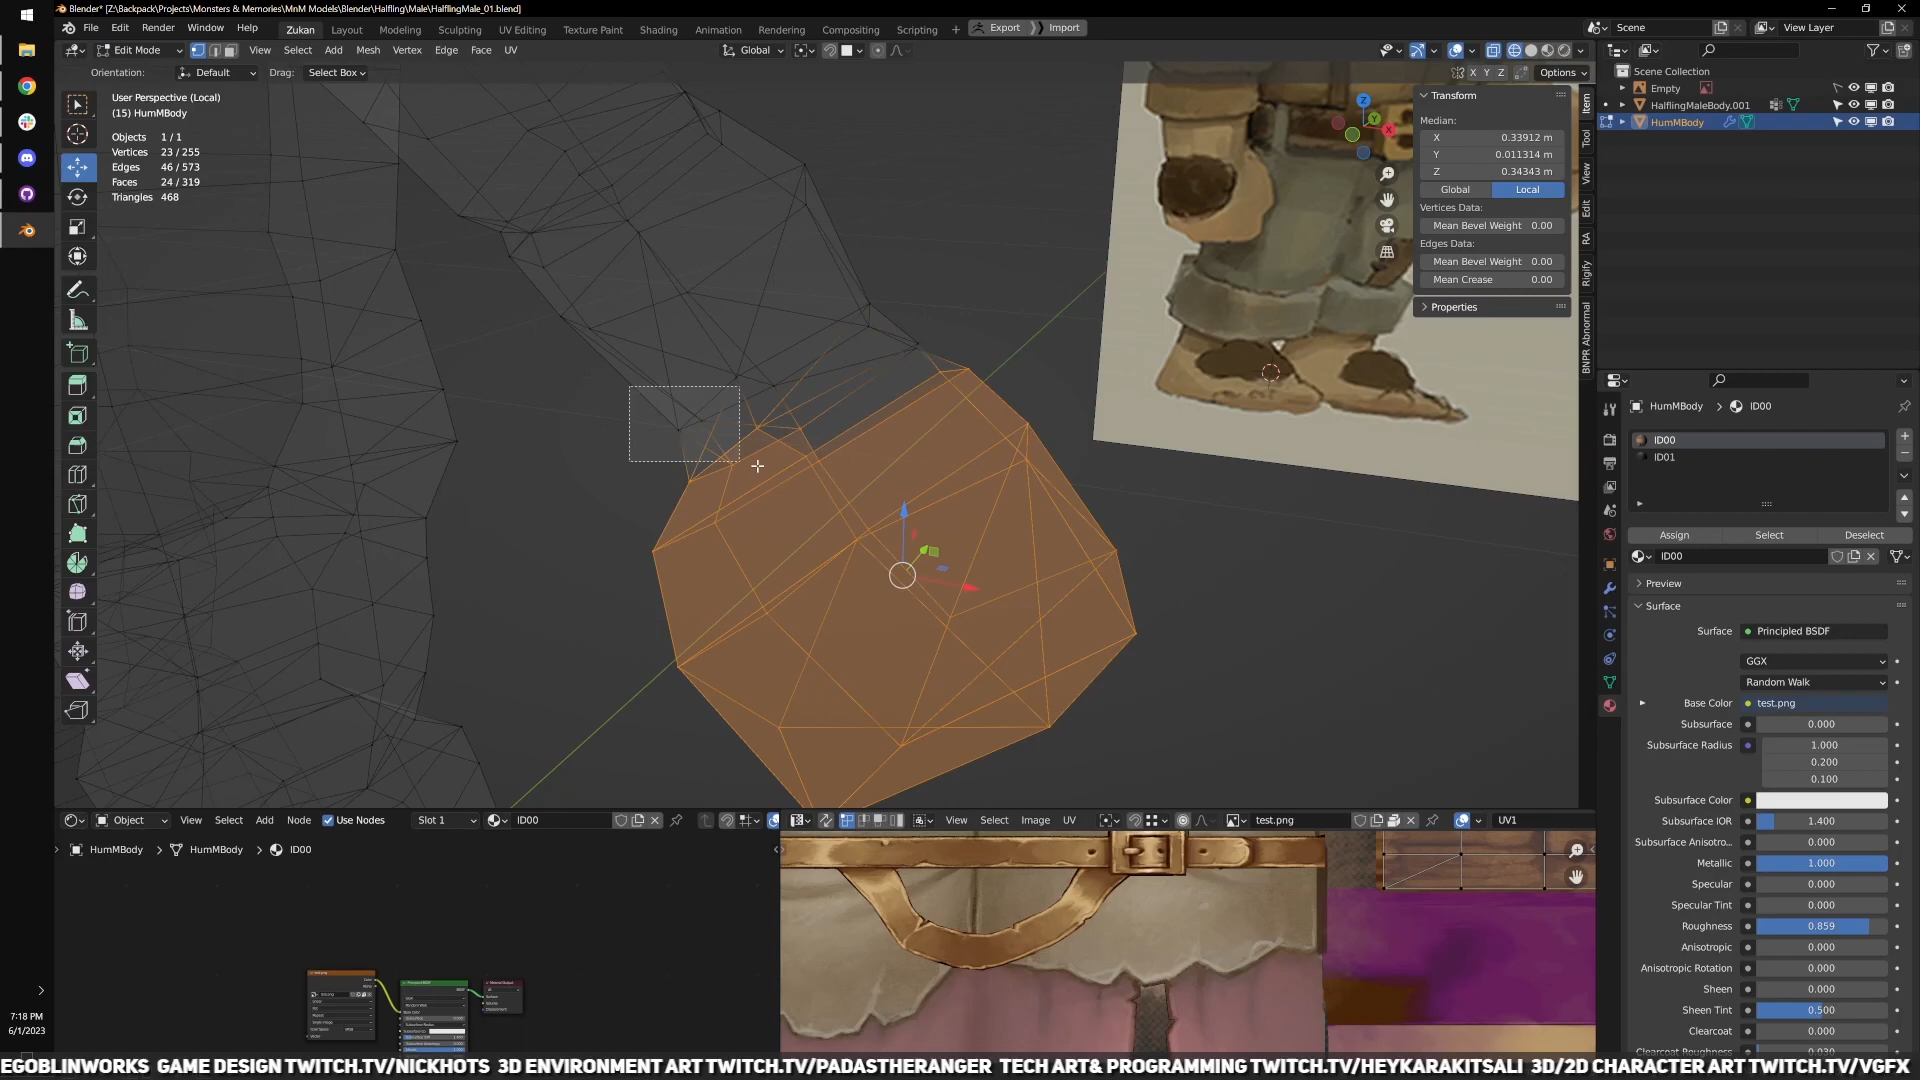 Blender* [Z:\Backpack\Projects\Monsters & Memories\MnM Models\Blender\Halfling\Male\HalflingMale_01.blend]
File Edit Render Window Help Zukan Layout Modeling Sculpting UV Editing Texture Paint Shading Animation Rendering Compositing Scripting + Export Import Scene View Layer
Edit Mode View Select Add Mesh Vertex Edge Face UV Global
Orientation: Default Drag: Select Box X Y Z Options
User Perspective (Local)
(15) HumMBody
Objects 1 / 1
Vertices 23 / 255
Edges 46 / 573
Faces 24 / 319
Triangles 468
Z
Y
X
Transform
Median:
X 0.33912 m
Y 0.011314 m
Z 0.34343 m
Global Local
Vertices Data:
Mean Bevel Weight 0.00
Edges Data:
Mean Bevel Weight 0.00
Mean Crease 0.00
Properties
Item
Tool
View
Edit
RA
Rigify
BNPR Abnormal
Scene Collection
Empty
HalflingMaleBody.001
HumMBody
HumMBody > ID00
ID00
ID01
Assign Select Deselect
ID00
Preview
Surface
Surface Principled BSDF
GGX
Random Walk
Base Color test.png
Subsurface 0.000
Subsurface Radius 1.000
0.200
0.100
Subsurface Color
Subsurface IOR 1.400
Subsurface Anisotro... 0.000
Metallic 1.000
Specular 0.000
Specular Tint 0.000
Roughness 0.859
Anisotropic 0.000
Anisotropic Rotation 0.000
Sheen 0.000
Sheen Tint 0.500
Clearcoat 0.000
Clearcoat Roughness 0.030
Object View Select Add Node Use Nodes Slot 1 ID00
HumMBody > HumMBody > ID00
View Select Image UV test.png UV1
7:18 PM
6/1/2023
EGOBLINWORKS GAME DESIGN TWITCH.TV/NICKHOTS 3D ENVIRONMENT ART TWITCH.TV/PADASTHERANGER TECH ART& PROGRAMMING TWITCH.TV/HEYKARAKITSALI 3D/2D CHARACTER ART TWITCH.TV/VGFX